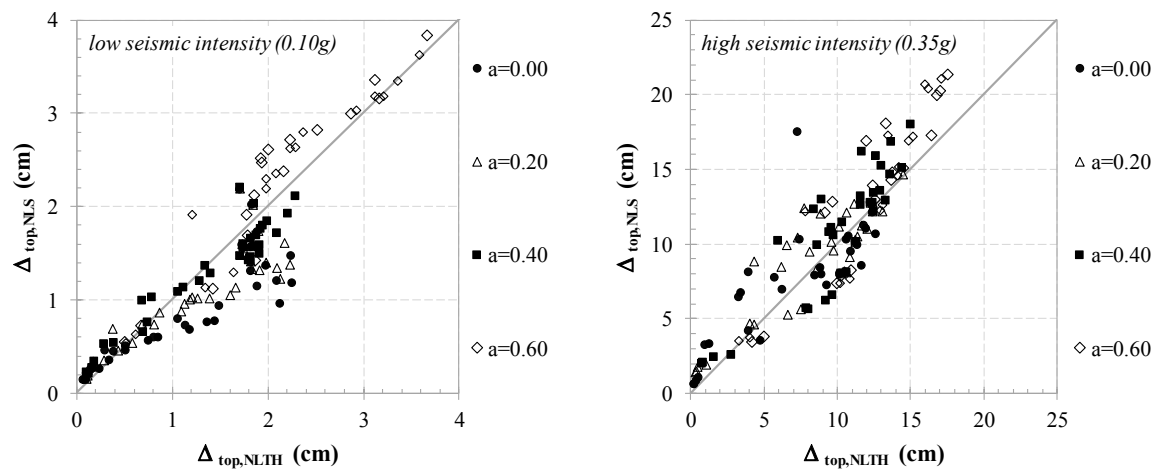 low seismic intensity (0.10g)
4
3
2
1
0
0 1 2 3 4
Δ top,NLS (cm)
Δ top,NLTH (cm)
a=0.00
a=0.20
a=0.40
a=0.60
high seismic intensity (0.35g)
25
20
15
10
5
0
0 5 10 15 20 25
Δ top,NLS (cm)
Δ top,NLTH (cm)
a=0.00
a=0.20
a=0.40
a=0.60